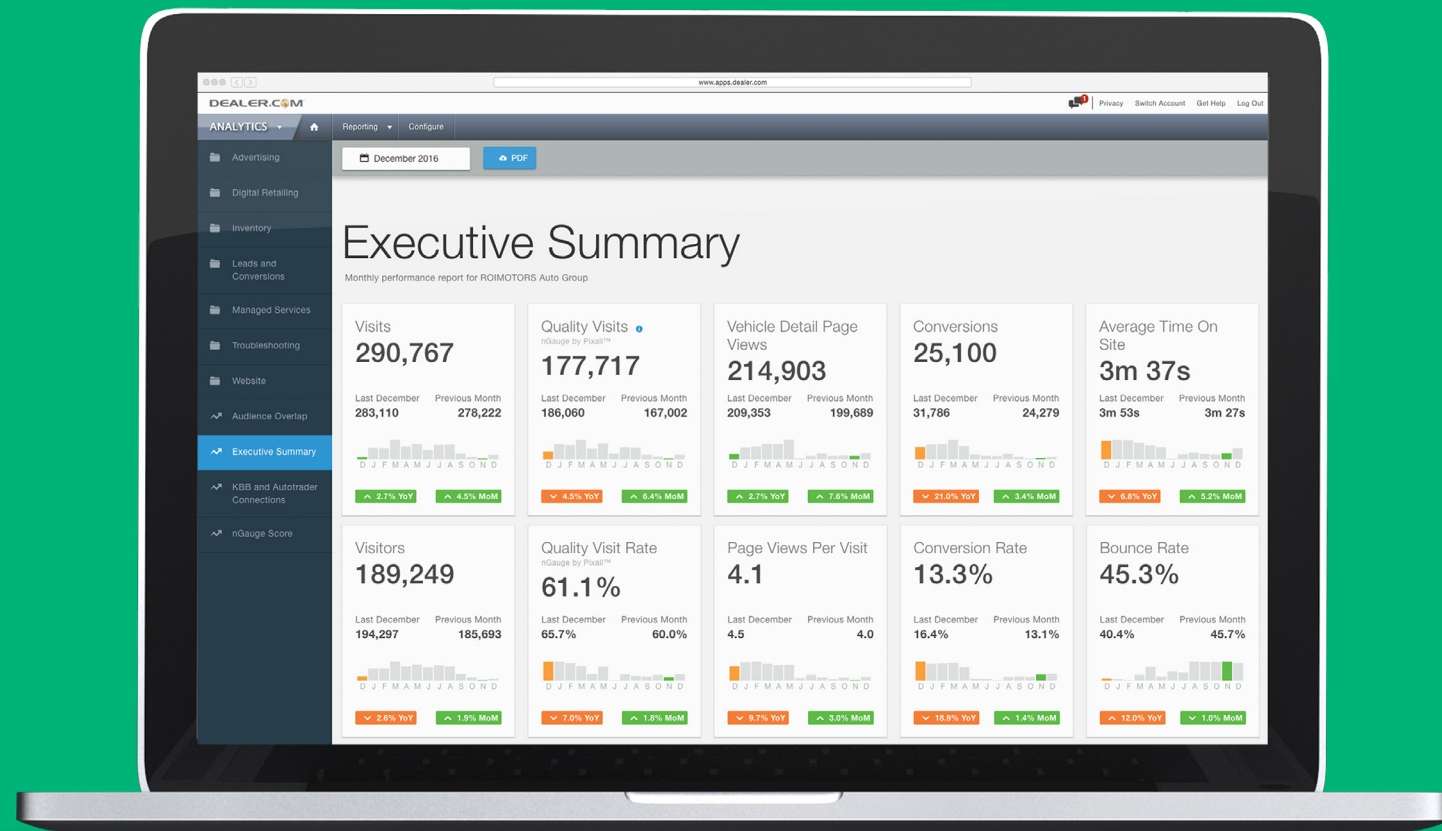 www.apps.dealer.com
DEALER.COM
1
Privacy Switch Account Get Help Log Out
ANALYTICS
Reporting Configure
December 2016 PDF
Advertising
Digital Retailing
Inventory
Leads and
Conversions
Managed Services
Troubleshooting
Website
Audience Overlap
Executive Summary
KBB and Autotrader
Connections
nGauge Score
Executive Summary
Monthly performance report for ROIMOTORS Auto Group
Visits
290,767
Last December Previous Month
283,110 278,222
D J F M A M J J A S O N D
2.7% YoY 4.5% MoM
Quality Visits
nGauge by Pixall™
177,717
Last December Previous Month
186,060 167,002
D J F M A M J J A S O N D
4.5% YoY 6.4% MoM
Vehicle Detail Page
Views
214,903
Last December Previous Month
209,353 199,689
D J F M A M J J A S O N D
2.7% YoY 7.6% MoM
Conversions
25,100
Last December Previous Month
31,786 24,279
D J F M A M J J A S O N D
21.0% YoY 3.4% MoM
Average Time On
Site
3m 37s
Last December Previous Month
3m 53s 3m 27s
D J F M A M J J A S O N D
6.8% YoY 5.2% MoM
Visitors
189,249
Last December Previous Month
194,297 185,693
D J F M A M J J A S O N D
2.6% YoY 1.9% MoM
Quality Visit Rate
nGauge by Pixall™
61.1%
Last December Previous Month
65.7% 60.0%
D J F M A M J J A S O N D
7.0% YoY 1.8% MoM
Page Views Per Visit
4.1
Last December Previous Month
4.5 4.0
D J F M A M J J A S O N D
9.7% YoY 3.0% MoM
Conversion Rate
13.3%
Last December Previous Month
16.4% 13.1%
D J F M A M J J A S O N D
18.9% YoY 1.4% MoM
Bounce Rate
45.3%
Last December Previous Month
40.4% 45.7%
D J F M A M J J A S O N D
12.0% YoY 1.0% MoM